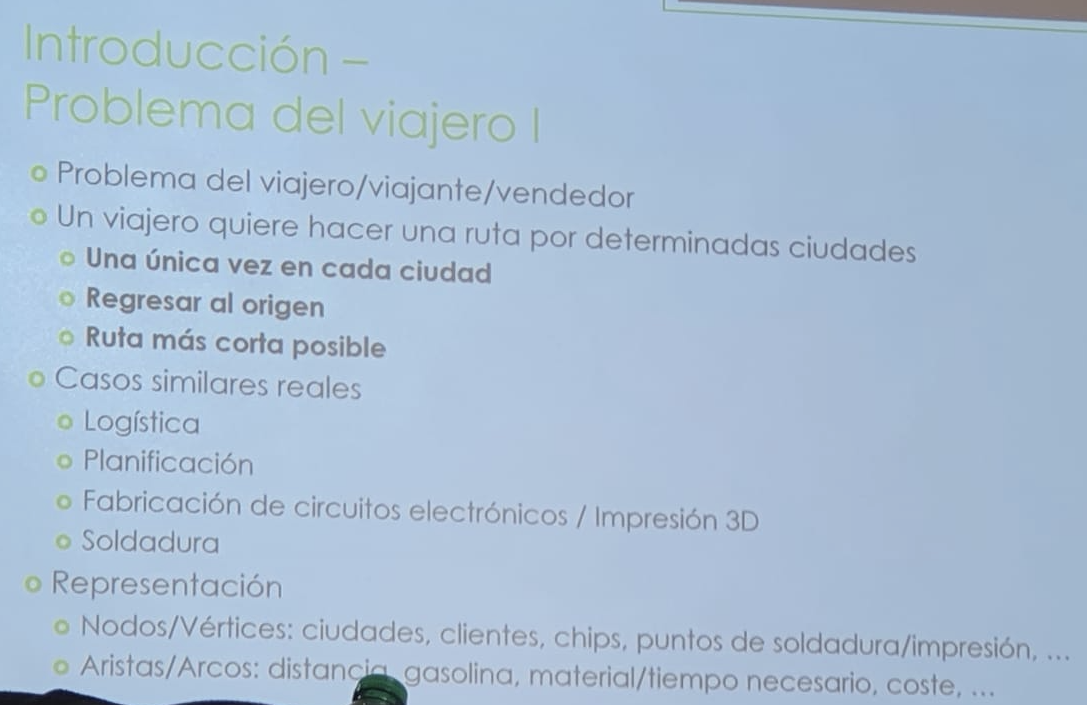 Introducción –
Problema del viajero I
Problema del viajero/viajante/vendedor
Un viajero quiere hacer una ruta por determinadas ciudades
Una única vez en cada ciudad
Regresar al origen
Ruta más corta posible
Casos similares reales
Logística
Planificación
Fabricación de circuitos electrónicos / Impresión 3D
Soldadura
Representación
Nodos/Vértices: ciudades, clientes, chips, puntos de soldadura/impresión, ...
Aristas/Arcos: distancia, gasolina, material/tiempo necesario, coste, ...